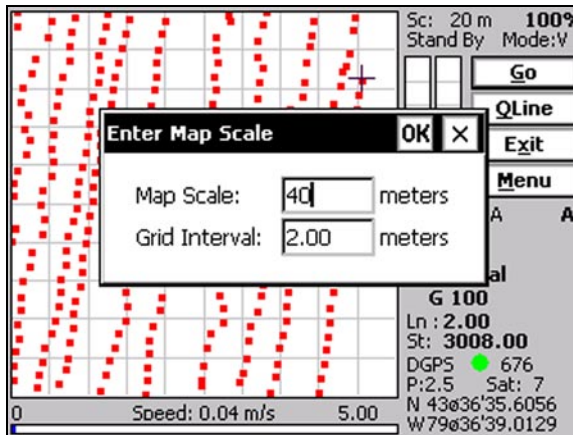 Sc: 20 m 100%
Stand By Mode:V
Go
QLine
Exit
Menu
Enter Map Scale OK ×
Map Scale: 40 meters
Grid Interval: 2.00 meters
A A
al
G 100
Ln : 2.00
St: 3008.00
DGPS 676
P:2.5 Sat: 7
N 43ø36'35.6056
W79ø36'39.0129
0 Speed: 0.04 m/s 5.00